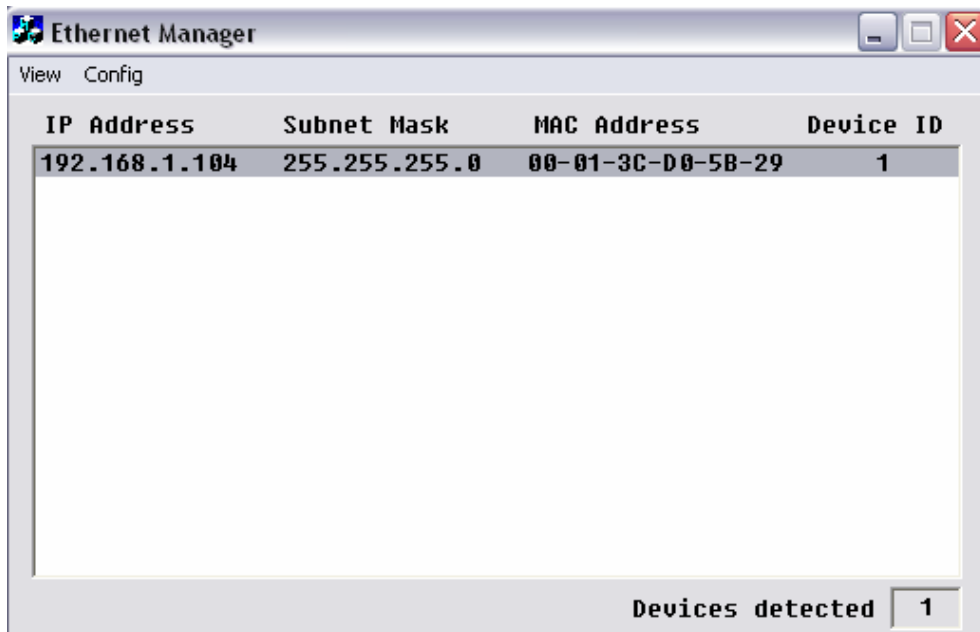 Ethernet Manager
View Config
IP Address Subnet Mask MAC Address Device ID
192.168.1.104 255.255.255.0 00-01-3C-D0-5B-29 1
Devices detected 1